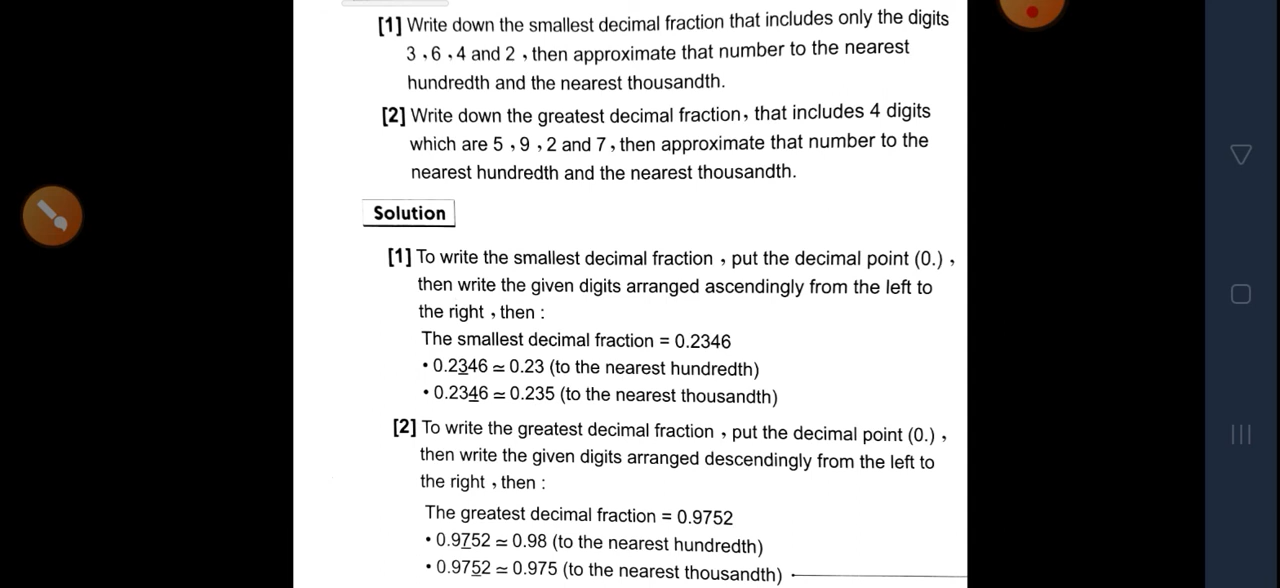 [1] Write down the smallest decimal fraction that includes only the digits
3 , 6 , 4 and 2 , then approximate that number to the nearest
hundredth and the nearest thousandth.
[2] Write down the greatest decimal fraction, that includes 4 digits
which are 5 , 9 , 2 and 7 , then approximate that number to the
nearest hundredth and the nearest thousandth.
Solution
[1] To write the smallest decimal fraction , put the decimal point (0.) ,
then write the given digits arranged ascendingly from the left to
the right , then :
The smallest decimal fraction = 0.2346
• 0.2346 ≃ 0.23 (to the nearest hundredth)
• 0.2346 ≃ 0.235 (to the nearest thousandth)
[2] To write the greatest decimal fraction , put the decimal point (0.) ,
then write the given digits arranged descendingly from the left to
the right , then :
The greatest decimal fraction = 0.9752
• 0.9752 ≃ 0.98 (to the nearest hundredth)
• 0.9752 ≃ 0.975 (to the nearest thousandth)